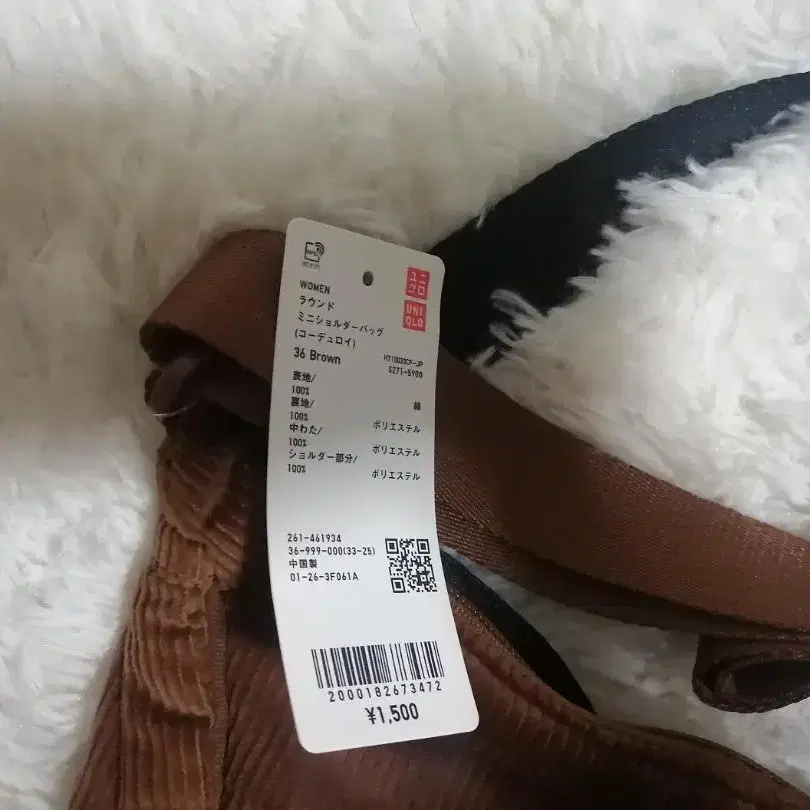 ユニ
クロ
UNI
QLO
WOMEN
ラウンド
ミニショルダーバッグ
(コーデュロイ)
36 Brown
S271-5900
表地/
100% 綿
裏地/
100% ポリエステル
中わた/
100% ポリエステル
ショルダー部分/
100% ポリエステル
261-461934
36-999-000(33-25)
中国製
01-26-3F061A
2000182673472
¥1,500